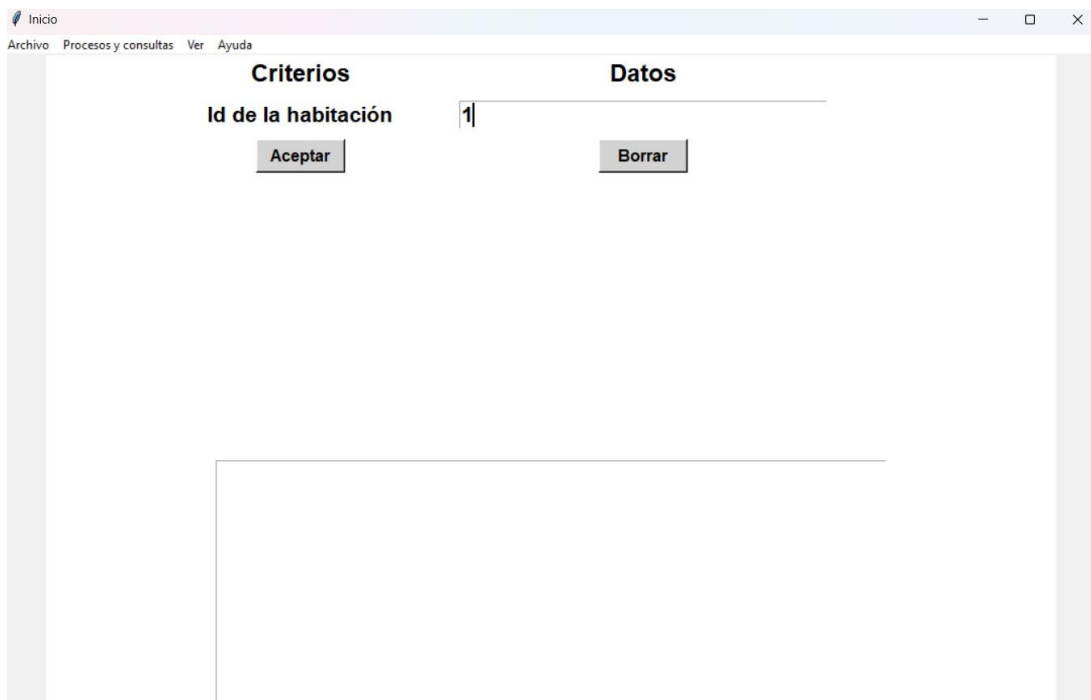 Inicio
Archivo Procesos y consultas Ver Ayuda
Criterios Datos
Id de la habitación 1
Aceptar Borrar